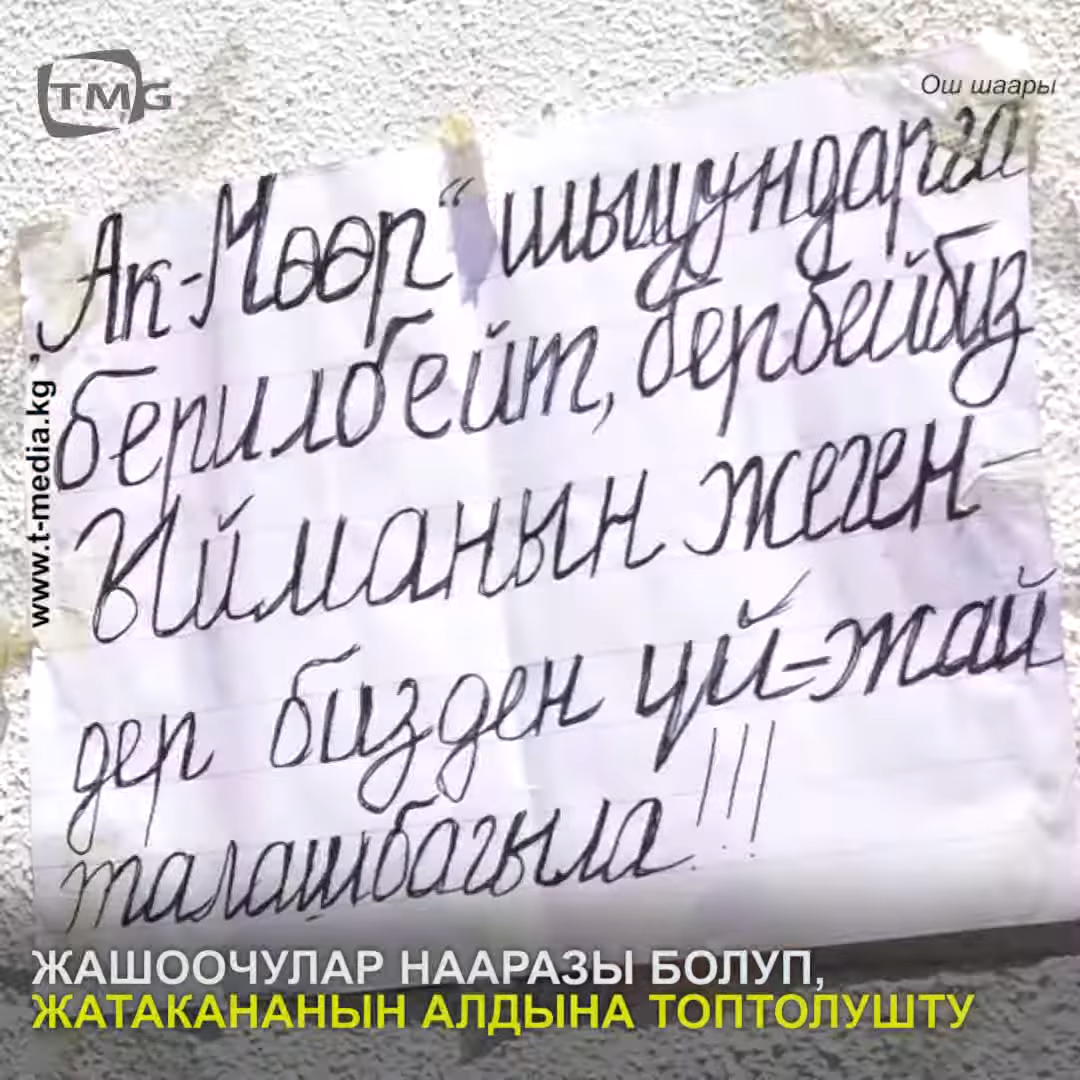 TMG
Ош шаары
www.t-media.kg
"Ак-Мөөр" шыщундарга
берилбейт, бербейбиз
Ыйманын жеген-
дер бизден үй-жай
талашбагыла!!!
ЖАШООЧУЛАР НААРАЗЫ БОЛУП,
ЖАТАКАНАНЫН АЛДЫНА ТОПТОЛУШТУ